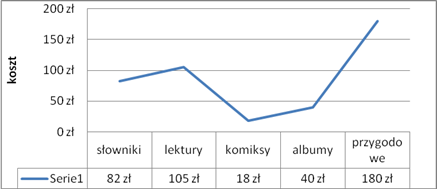 200 zł
150 zł
100 zł
50 zł
0 zł
koszt
słowniki lektury komiksy albumy przygodo
we
Serie1 82 zł 105 zł 18 zł 40 zł 180 zł